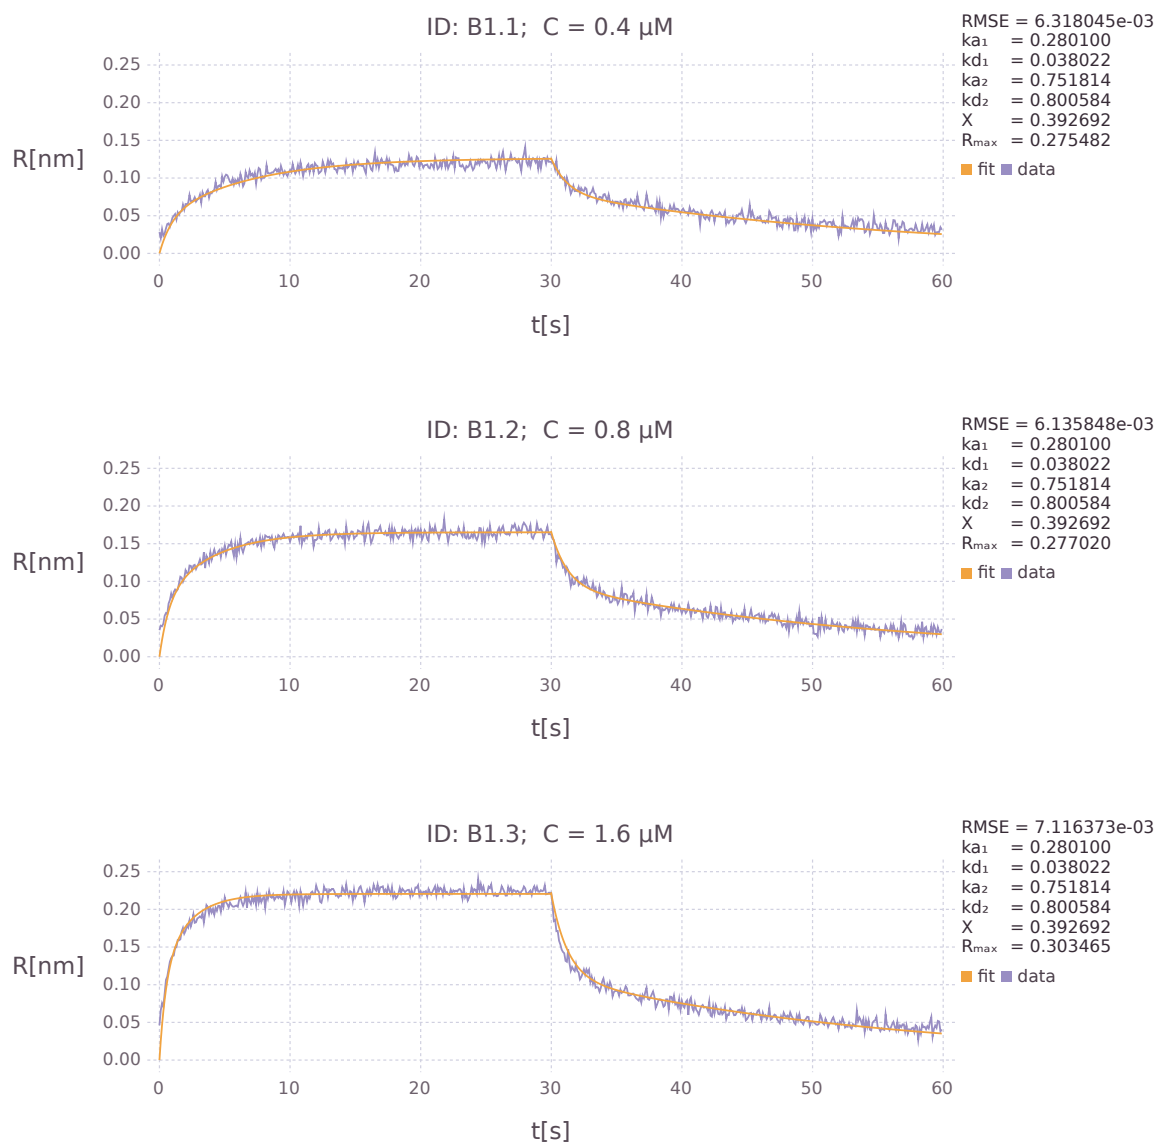 ID: B1.1;  C = 0.4 µM
RMSE = 6.318045e-03
ka₁ = 0.280100
kd₁ = 0.038022
ka₂ = 0.751814
kd₂ = 0.800584
X = 0.392692
Rₘₐₓ = 0.275482
fit data
R[nm]
0.25
0.20
0.15
0.10
0.05
0.00
0 10 20 30 40 50 60
t[s]
ID: B1.2;  C = 0.8 µM
RMSE = 6.135848e-03
ka₁ = 0.280100
kd₁ = 0.038022
ka₂ = 0.751814
kd₂ = 0.800584
X = 0.392692
Rₘₐₓ = 0.277020
fit data
R[nm]
0.25
0.20
0.15
0.10
0.05
0.00
0 10 20 30 40 50 60
t[s]
ID: B1.3;  C = 1.6 µM
RMSE = 7.116373e-03
ka₁ = 0.280100
kd₁ = 0.038022
ka₂ = 0.751814
kd₂ = 0.800584
X = 0.392692
Rₘₐₓ = 0.303465
fit data
R[nm]
0.25
0.20
0.15
0.10
0.05
0.00
0 10 20 30 40 50 60
t[s]